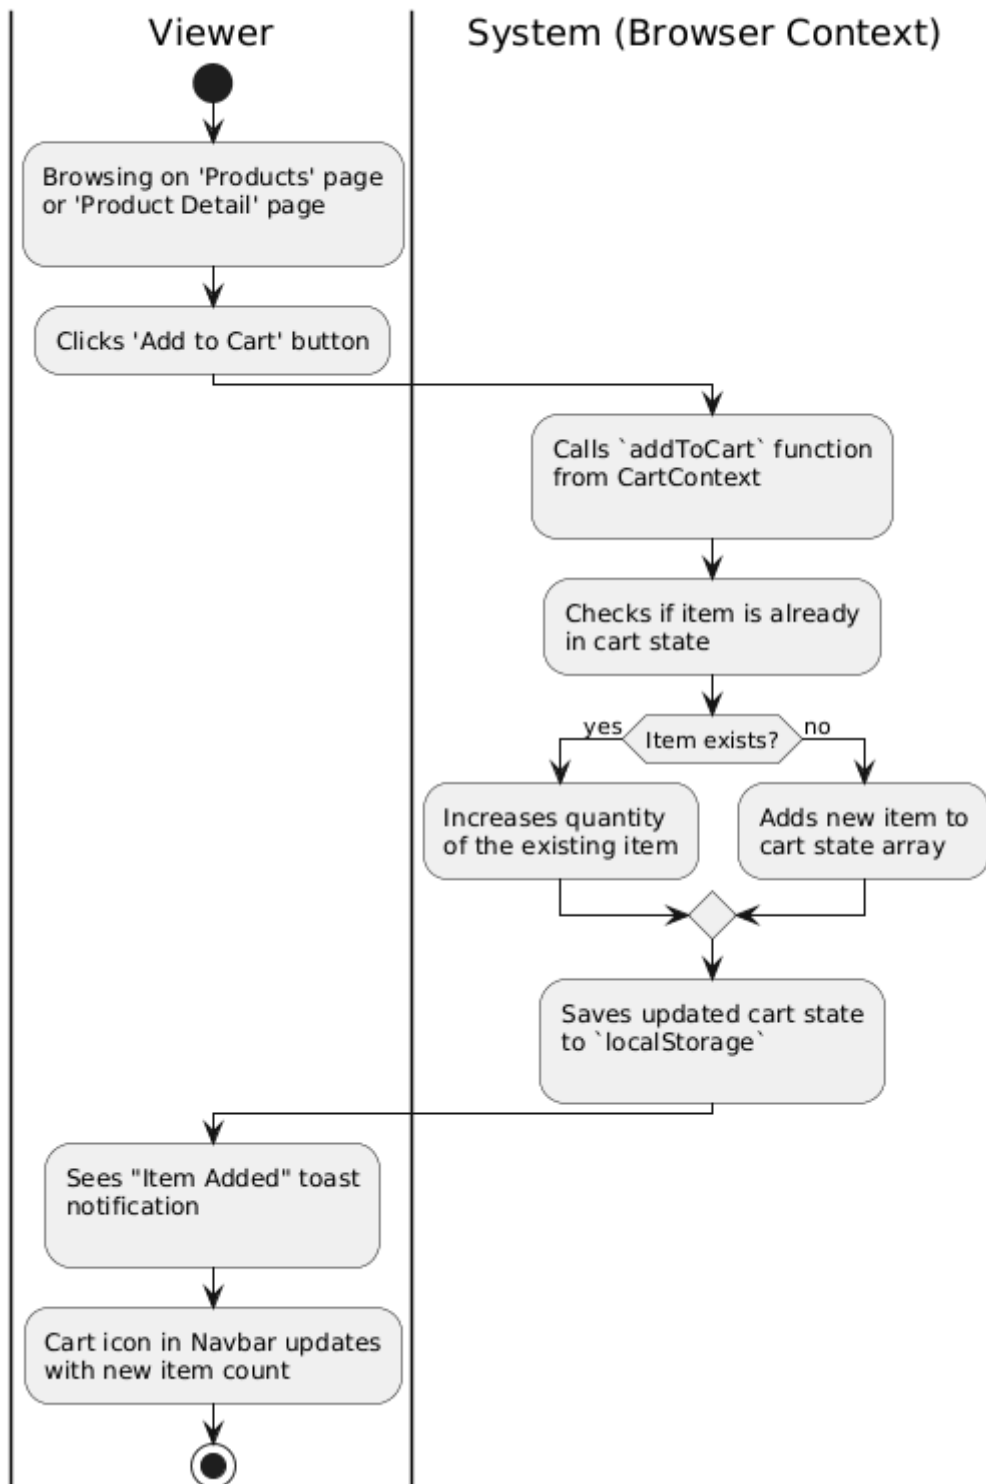 Viewer
System (Browser Context)
Browsing on 'Products' page
or 'Product Detail' page
Clicks 'Add to Cart' button
Calls `addToCart` function
from CartContext
Checks if item is already
in cart state
yes
Item exists?
no
Increases quantity
of the existing item
Adds new item to
cart state array
Saves updated cart state
to `localStorage`
Sees "Item Added" toast
notification
Cart icon in Navbar updates
with new item count